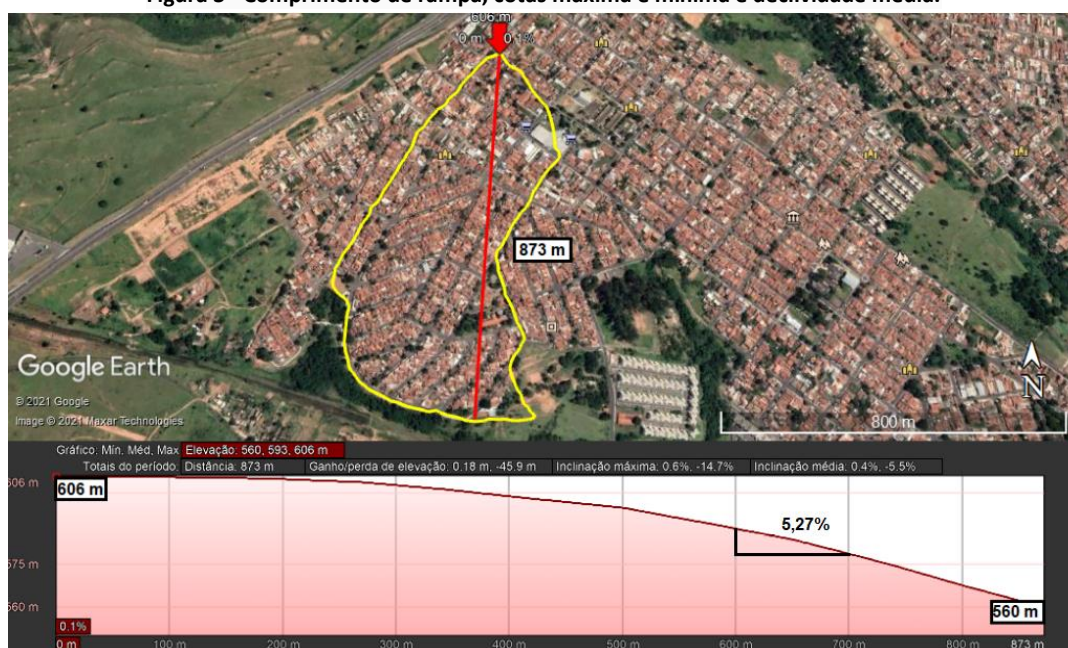 Figura 3 - Comprimento de rampa, cotas máxima e mínima e declividade média.
606 m
0 m 0.1%
873 m
Google Earth
© 2021 Google
Image © 2021 Maxar Technologies
N
800 m
Gráfico: Mín, Méd, Máx Elevação: 560, 593, 606 m
Totais do período: Distância: 873 m Ganho/perda de elevação: 0.18 m, -45.9 m Inclinação máxima: 0.6%, -14.7% Inclinação média: 0.4%, -5.5%
606 m
606 m
5,27%
575 m
560 m
560 m
0.1%
0 m 100 m 200 m 300 m 400 m 500 m 600 m 700 m 800 m 873 m